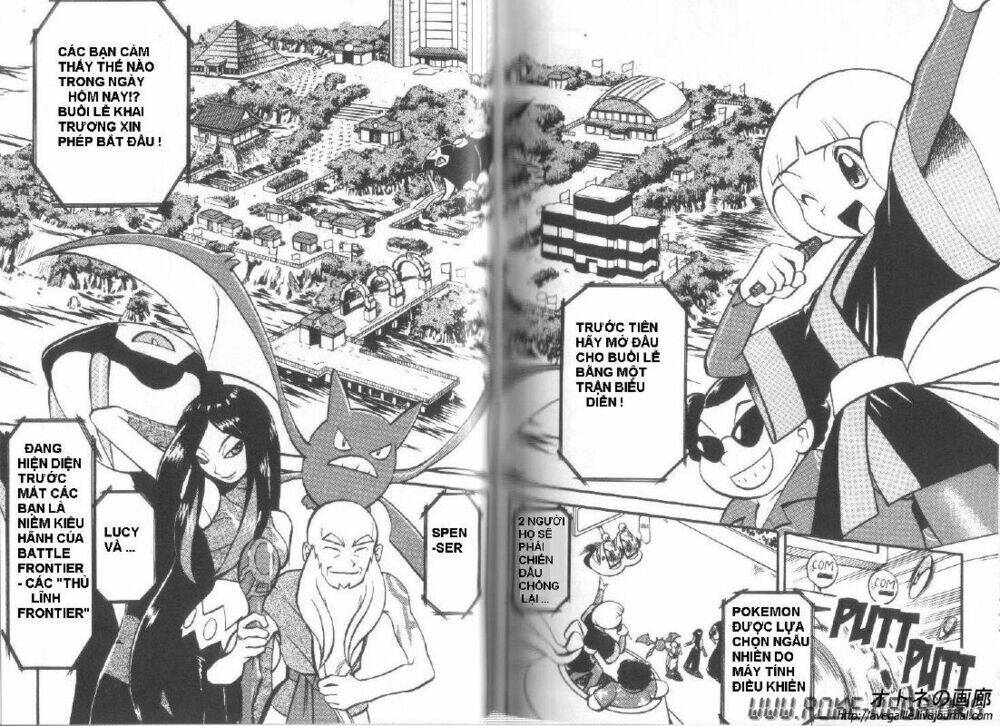 CÁC BẠN CẢM
THẤY THẾ NÀO
TRONG NGÀY
HÔM NAY!?
BUỔI LỄ KHAI
TRƯƠNG XIN
PHÉP BẮT ĐẦU !
TRƯỚC TIÊN
HÃY MỞ ĐẦU
CHO BUỔI LỄ
BẰNG MỘT
TRẬN BIỂU
DIỄN !
ĐANG
HIỆN DIỆN
TRƯỚC
MẮT CÁC
BẠN LÀ
NIỀM KIÊU
HÃNH CỦA
BATTLE
FRONTIER
- CÁC "THỦ
LĨNH
FRONTIER"
LUCY
VÀ ...
SPEN
-SER
2 NGƯỜI
HỌ SẼ
PHẢI
CHIẾN
ĐẤU
CHỐNG
LẠI ...
COM
COM
POKEMON
ĐƯỢC LỰA
CHỌN NGẪU
NHIÊN DO
MÁY TÍNH
ĐIỀU KHIỂN
PUTT
PUTT
オトネの画廊